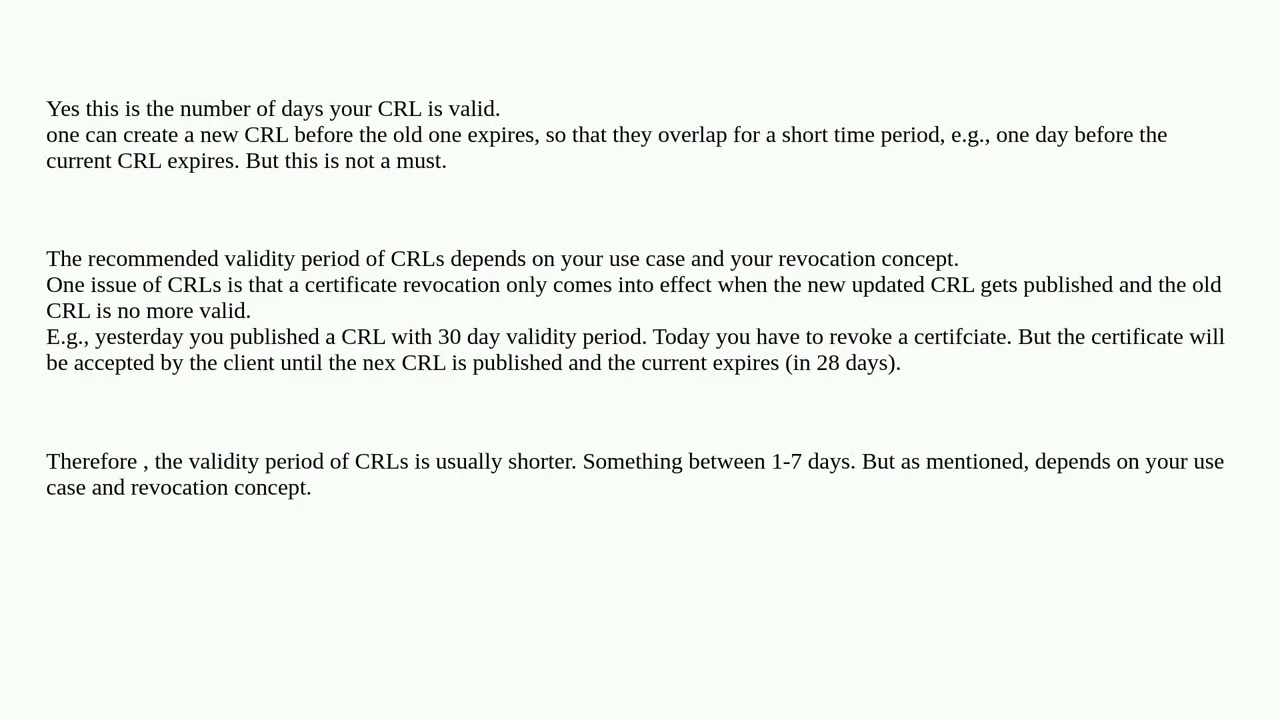 Yes this is the number of days your CRL is valid.
one can create a new CRL before the old one expires, so that they overlap for a short time period, e.g., one day before the
current CRL expires. But this is not a must.
The recommended validity period of CRLs depends on your use case and your revocation concept.
One issue of CRLs is that a certificate revocation only comes into effect when the new updated CRL gets published and the old
CRL is no more valid.
E.g., yesterday you published a CRL with 30 day validity period. Today you have to revoke a certifciate. But the certificate will
be accepted by the client until the nex CRL is published and the current expires (in 28 days).
Therefore , the validity period of CRLs is usually shorter. Something between 1-7 days. But as mentioned, depends on your use
case and revocation concept.